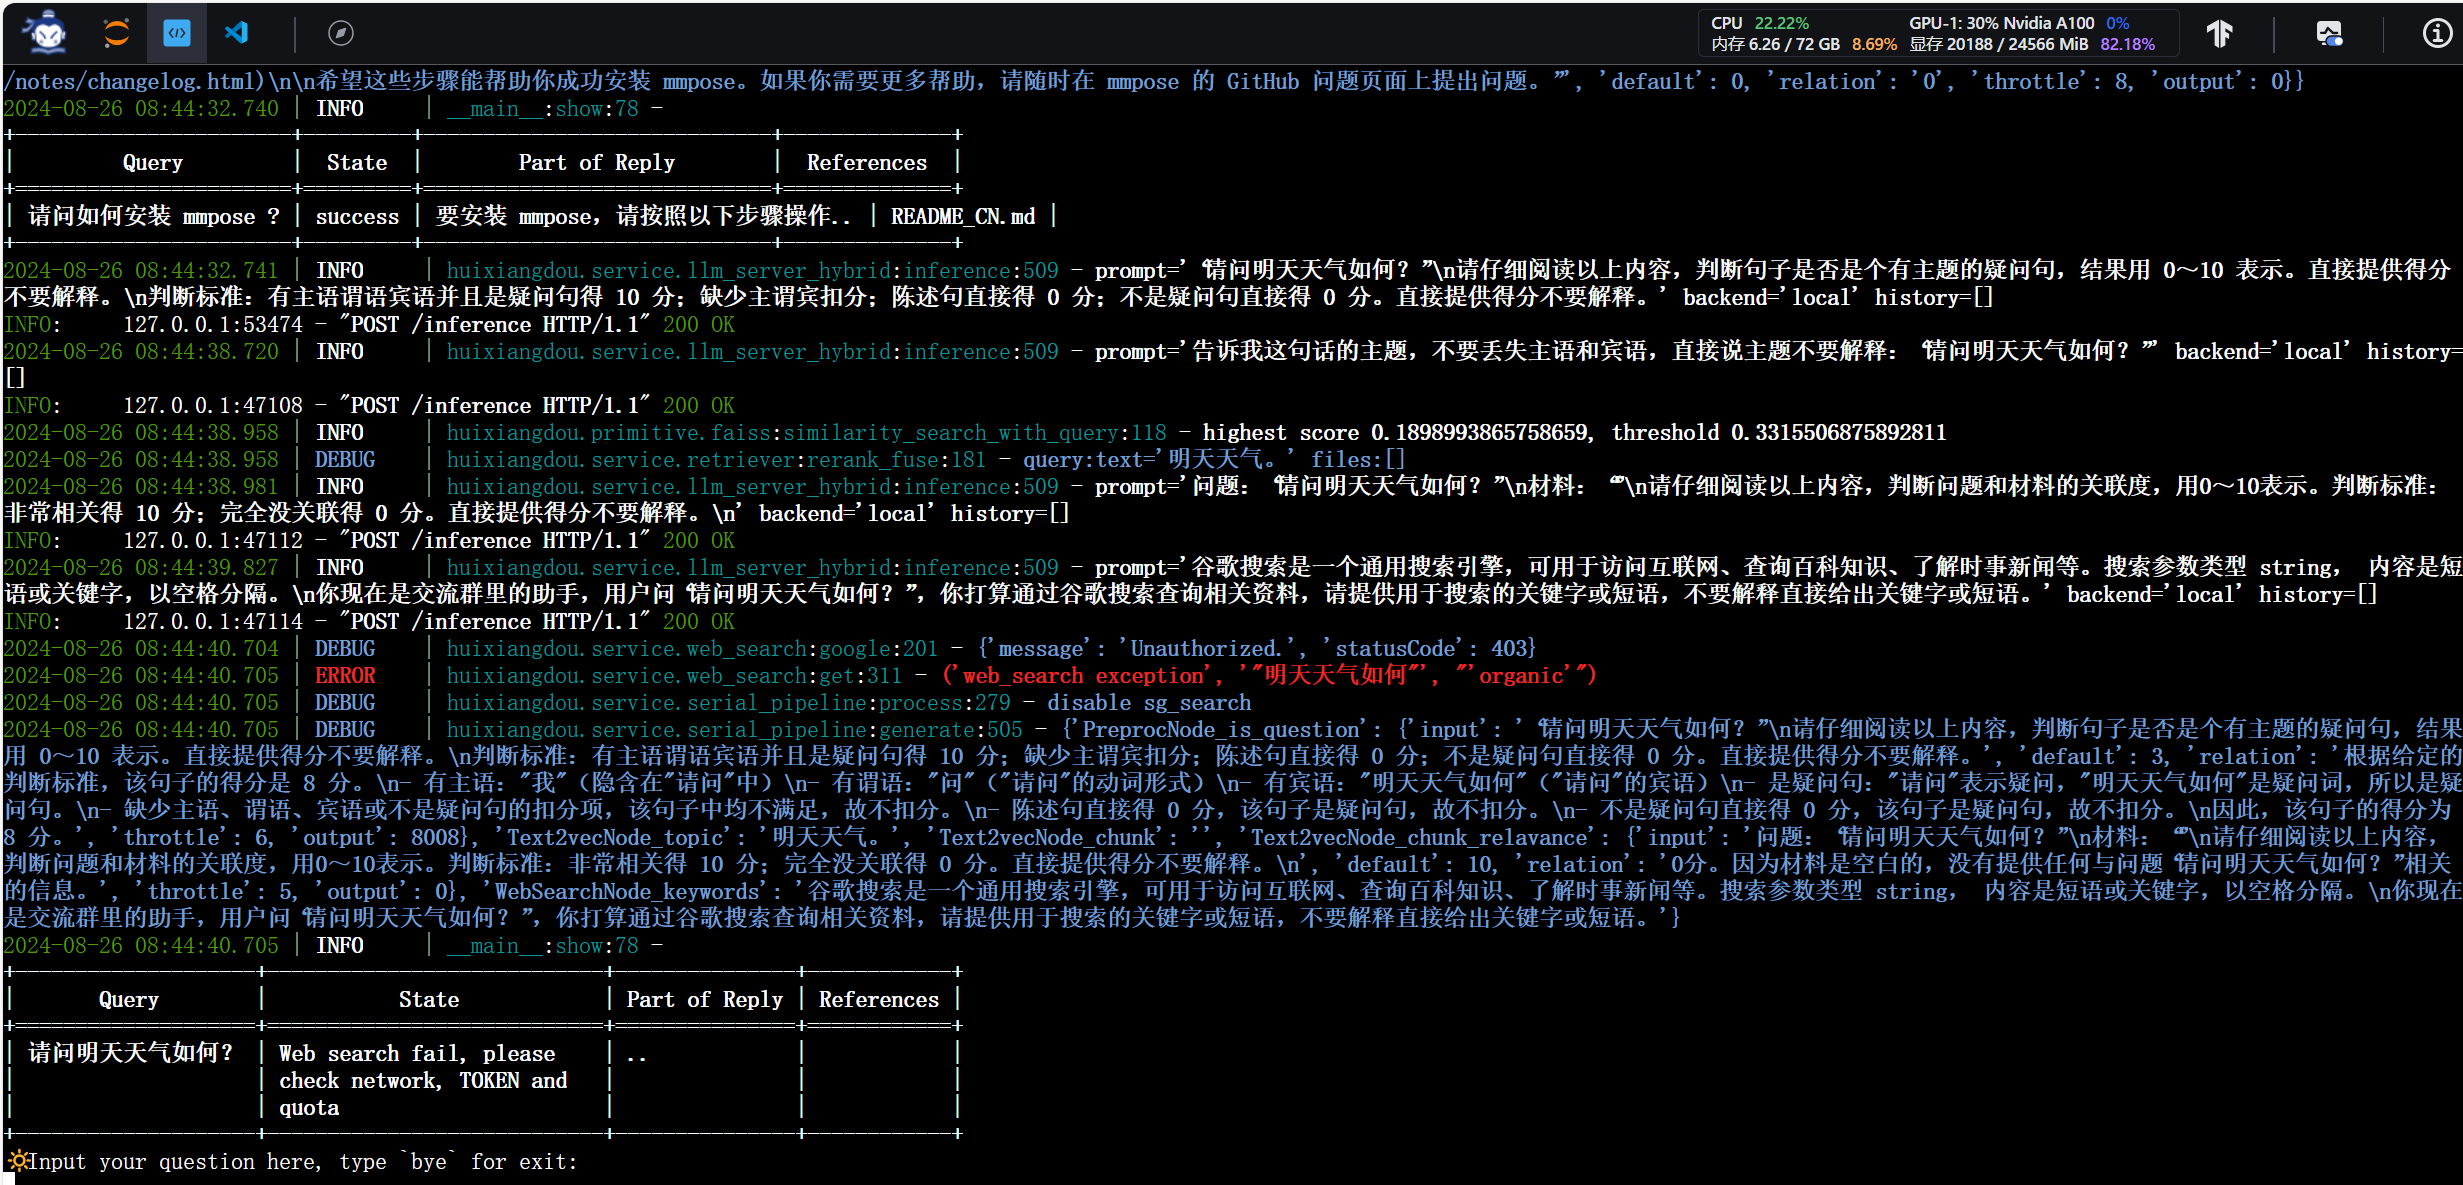 CPU 22.22% GPU-1: 30% Nvidia A100 0%
内存 6.26 / 72 GB 8.69% 显存 20188 / 24566 MiB 82.18%
/notes/changelog.html)\n\n希望这些步骤能帮助你成功安装 mmpose。如果你需要更多帮助，请随时在 mmpose 的 GitHub 问题页面上提出问题。"', 'default': 0, 'relation': '0', 'throttle': 8, 'output': 0}}
2024-08-26 08:44:32.740 | INFO | __main__:show:78 -
| Query | State | Part of Reply | References |
| 请问如何安装 mmpose ? | success | 要安装 mmpose，请按照以下步骤操作.. | README_CN.md |
2024-08-26 08:44:32.741 | INFO | huixiangdou.service.llm_server_hybrid:inference:509 - prompt='“请问明天天气如何？”\n请仔细阅读以上内容，判断句子是否是个有主题的疑问句，结果用 0～10 表示。直接提供得分
不要解释。\n判断标准：有主语谓语宾语并且是疑问句得 10 分；缺少主谓宾扣分；陈述句直接得 0 分；不是疑问句直接得 0 分。直接提供得分不要解释。' backend='local' history=[]
INFO: 127.0.0.1:53474 - "POST /inference HTTP/1.1" 200 OK
2024-08-26 08:44:38.720 | INFO | huixiangdou.service.llm_server_hybrid:inference:509 - prompt='告诉我这句话的主题，不要丢失主语和宾语，直接说主题不要解释：“请问明天天气如何？”' backend='local' history=
[]
INFO: 127.0.0.1:47108 - "POST /inference HTTP/1.1" 200 OK
2024-08-26 08:44:38.958 | INFO | huixiangdou.primitive.faiss:similarity_search_with_query:118 - highest score 0.1898993865758659, threshold 0.3315506875892811
2024-08-26 08:44:38.958 | DEBUG | huixiangdou.service.retriever:rerank_fuse:181 - query:text='明天天气。' files:[]
2024-08-26 08:44:38.981 | INFO | huixiangdou.service.llm_server_hybrid:inference:509 - prompt='问题：“请问明天天气如何？”\n材料：“”\n请仔细阅读以上内容，判断问题和材料的关联度，用0～10表示。判断标准：
非常相关得 10 分；完全没关联得 0 分。直接提供得分不要解释。\n' backend='local' history=[]
INFO: 127.0.0.1:47112 - "POST /inference HTTP/1.1" 200 OK
2024-08-26 08:44:39.827 | INFO | huixiangdou.service.llm_server_hybrid:inference:509 - prompt='谷歌搜索是一个通用搜索引擎，可用于访问互联网、查询百科知识、了解时事新闻等。搜索参数类型 string， 内容是短
语或关键字，以空格分隔。\n你现在是交流群里的助手，用户问“请问明天天气如何？”，你打算通过谷歌搜索查询相关资料，请提供用于搜索的关键字或短语，不要解释直接给出关键字或短语。' backend='local' history=[]
INFO: 127.0.0.1:47114 - "POST /inference HTTP/1.1" 200 OK
2024-08-26 08:44:40.704 | DEBUG | huixiangdou.service.web_search:google:201 - {'message': 'Unauthorized.', 'statusCode': 403}
2024-08-26 08:44:40.705 | ERROR | huixiangdou.service.web_search:get:311 - ('web_search exception', '"明天天气如何"', "'organic'")
2024-08-26 08:44:40.705 | DEBUG | huixiangdou.service.serial_pipeline:process:279 - disable sg_search
2024-08-26 08:44:40.705 | DEBUG | huixiangdou.service.serial_pipeline:generate:505 - {'PreprocNode_is_question': {'input': '“请问明天天气如何？”\n请仔细阅读以上内容，判断句子是否是个有主题的疑问句，结果
用 0～10 表示。直接提供得分不要解释。\n判断标准：有主语谓语宾语并且是疑问句得 10 分；缺少主谓宾扣分；陈述句直接得 0 分；不是疑问句直接得 0 分。直接提供得分不要解释。', 'default': 3, 'relation': '根据给定的
判断标准，该句子的得分是 8 分。\n- 有主语："我"（隐含在"请问"中）\n- 有谓语："问"（"请问"的动词形式）\n- 有宾语："明天天气如何"（"请问"的宾语）\n- 是疑问句："请问"表示疑问，"明天天气如何"是疑问词，所以是疑
问句。\n- 缺少主语、谓语、宾语或不是疑问句的扣分项，该句子中均不满足，故不扣分。\n- 陈述句直接得 0 分，该句子是疑问句，故不扣分。\n- 不是疑问句直接得 0 分，该句子是疑问句，故不扣分。\n因此，该句子的得分为
8 分。', 'throttle': 6, 'output': 8008}, 'Text2vecNode_topic': '明天天气。', 'Text2vecNode_chunk': '', 'Text2vecNode_chunk_relavance': {'input': '问题：“请问明天天气如何？”\n材料：“”\n请仔细阅读以上内容，
判断问题和材料的关联度，用0～10表示。判断标准：非常相关得 10 分；完全没关联得 0 分。直接提供得分不要解释。\n', 'default': 10, 'relation': '0分。因为材料是空白的，没有提供任何与问题“请问明天天气如何？”相关
的信息。', 'throttle': 5, 'output': 0}, 'WebSearchNode_keywords': '谷歌搜索是一个通用搜索引擎，可用于访问互联网、查询百科知识、了解时事新闻等。搜索参数类型 string， 内容是短语或关键字，以空格分隔。\n你现在
是交流群里的助手，用户问“请问明天天气如何？”，你打算通过谷歌搜索查询相关资料，请提供用于搜索的关键字或短语，不要解释直接给出关键字或短语。'}
2024-08-26 08:44:40.705 | INFO | __main__:show:78 -
| Query | State | Part of Reply | References |
| 请问明天天气如何？ | Web search fail, please | .. | |
| | check network, TOKEN and | | |
| | quota | | |
Input your question here, type `bye` for exit: